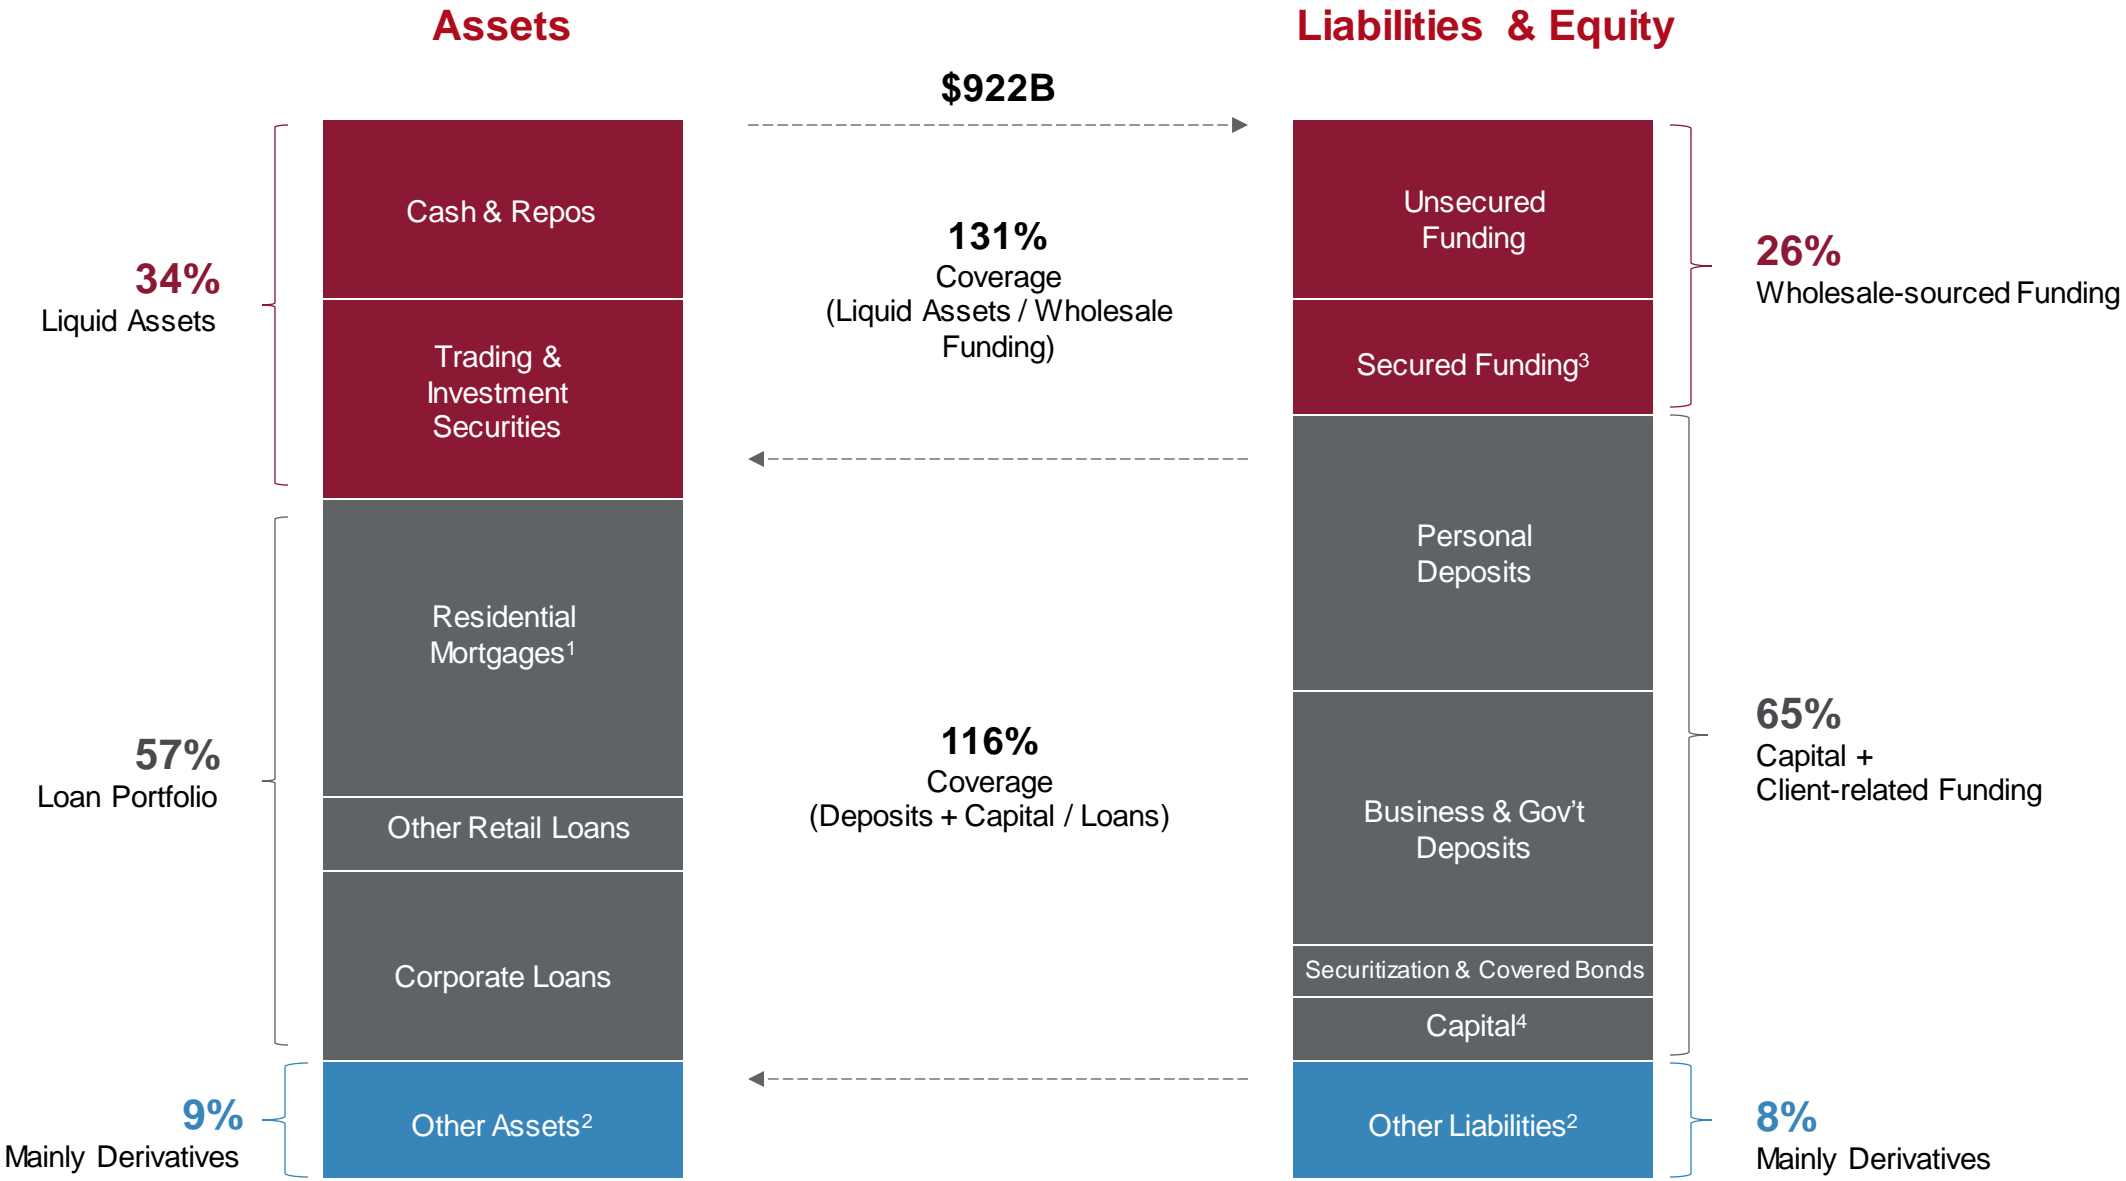 Assets
Liabilities & Equity
$922B
34%
Liquid Assets
Cash & Repos
Trading &
Investment
Securities
131%
Coverage
(Liquid Assets / Wholesale
Funding)
Unsecured
Funding
Secured Funding³
26%
Wholesale-sourced Funding
57%
Loan Portfolio
Residential
Mortgages¹
Other Retail Loans
Corporate Loans
116%
Coverage
(Deposits + Capital / Loans)
Personal
Deposits
Business & Gov't
Deposits
Securitization & Covered Bonds
Capital⁴
65%
Capital +
Client-related Funding
9%
Mainly Derivatives
Other Assets²
Other Liabilities²
8%
Mainly Derivatives